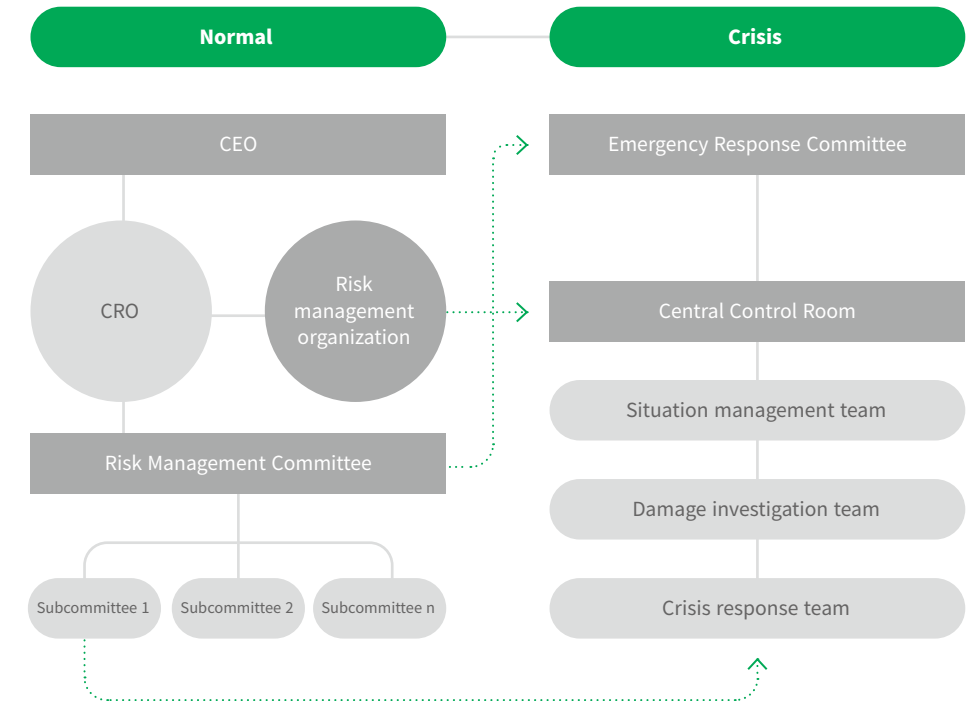 Normal
Crisis
CEO
Emergency Response Committee
CRO
Risk
management
organization
Central Control Room
Situation management team
Risk Management Committee
Damage investigation team
Subcommittee 1
Subcommittee 2
Subcommittee n
Crisis response team